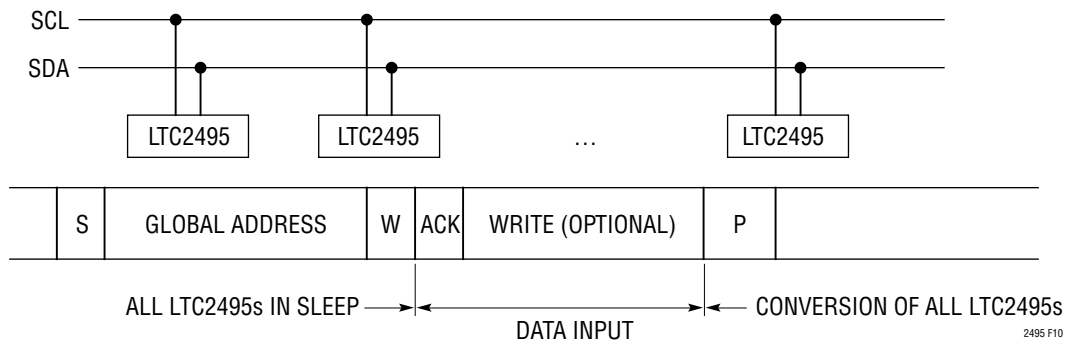 SCL
SDA
LTC2495 LTC2495 ... LTC2495
S GLOBAL ADDRESS W ACK WRITE (OPTIONAL) P
ALL LTC2495s IN SLEEP CONVERSION OF ALL LTC2495s
DATA INPUT
2495 F10